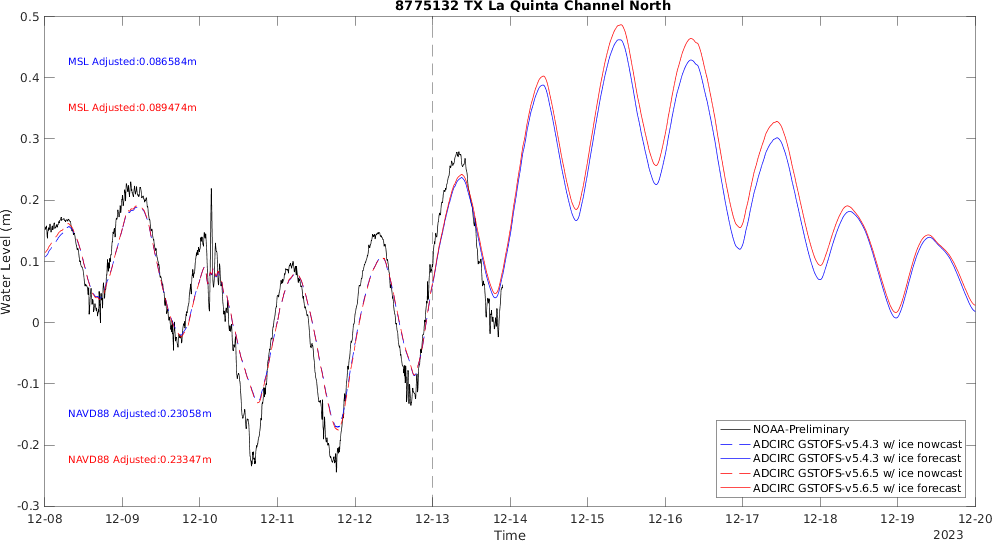 8775132 TX La Quinta Channel North
0.5
0.4
0.3
0.2
0.1
0
-0.1
-0.2
-0.3
Water Level (m)
MSL Adjusted:0.086584m
MSL Adjusted:0.089474m
NAVD88 Adjusted:0.23058m
NAVD88 Adjusted:0.23347m
NOAA-Preliminary
ADCIRC GSTOFS-v5.4.3 w/ ice nowcast
ADCIRC GSTOFS-v5.4.3 w/ ice forecast
ADCIRC GSTOFS-v5.6.5 w/ ice nowcast
ADCIRC GSTOFS-v5.6.5 w/ ice forecast
12-08 12-09 12-10 12-11 12-12 12-13 12-14 12-15 12-16 12-17 12-18 12-19 12-20
Time
2023